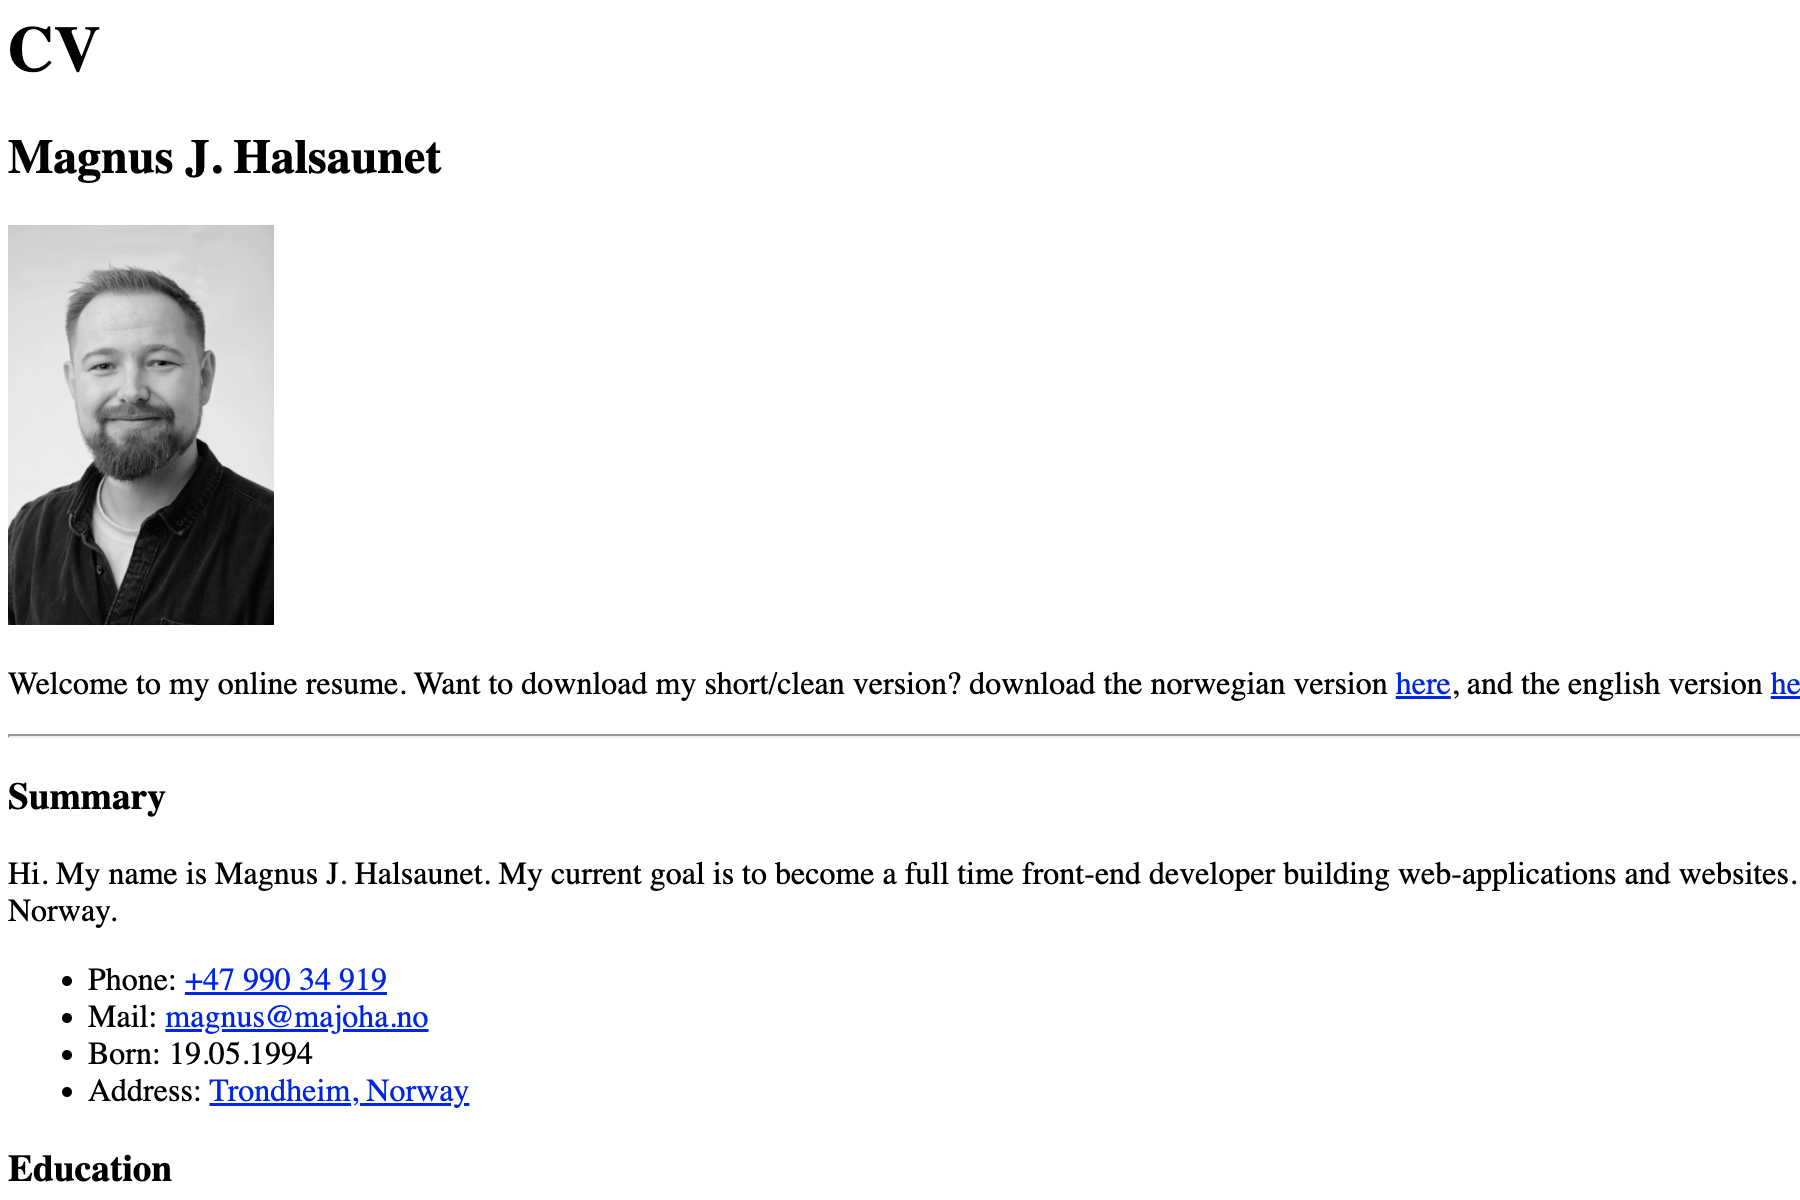 CV
Magnus J. Halsaunet
Welcome to my online resume. Want to download my short/clean version? download the norwegian version here, and the english version he
Summary
Hi. My name is Magnus J. Halsaunet. My current goal is to become a full time front-end developer building web-applications and websites.
Norway.
• Phone: +47 990 34 919
• Mail: magnus@majoha.no
• Born: 19.05.1994
• Address: Trondheim, Norway
Education